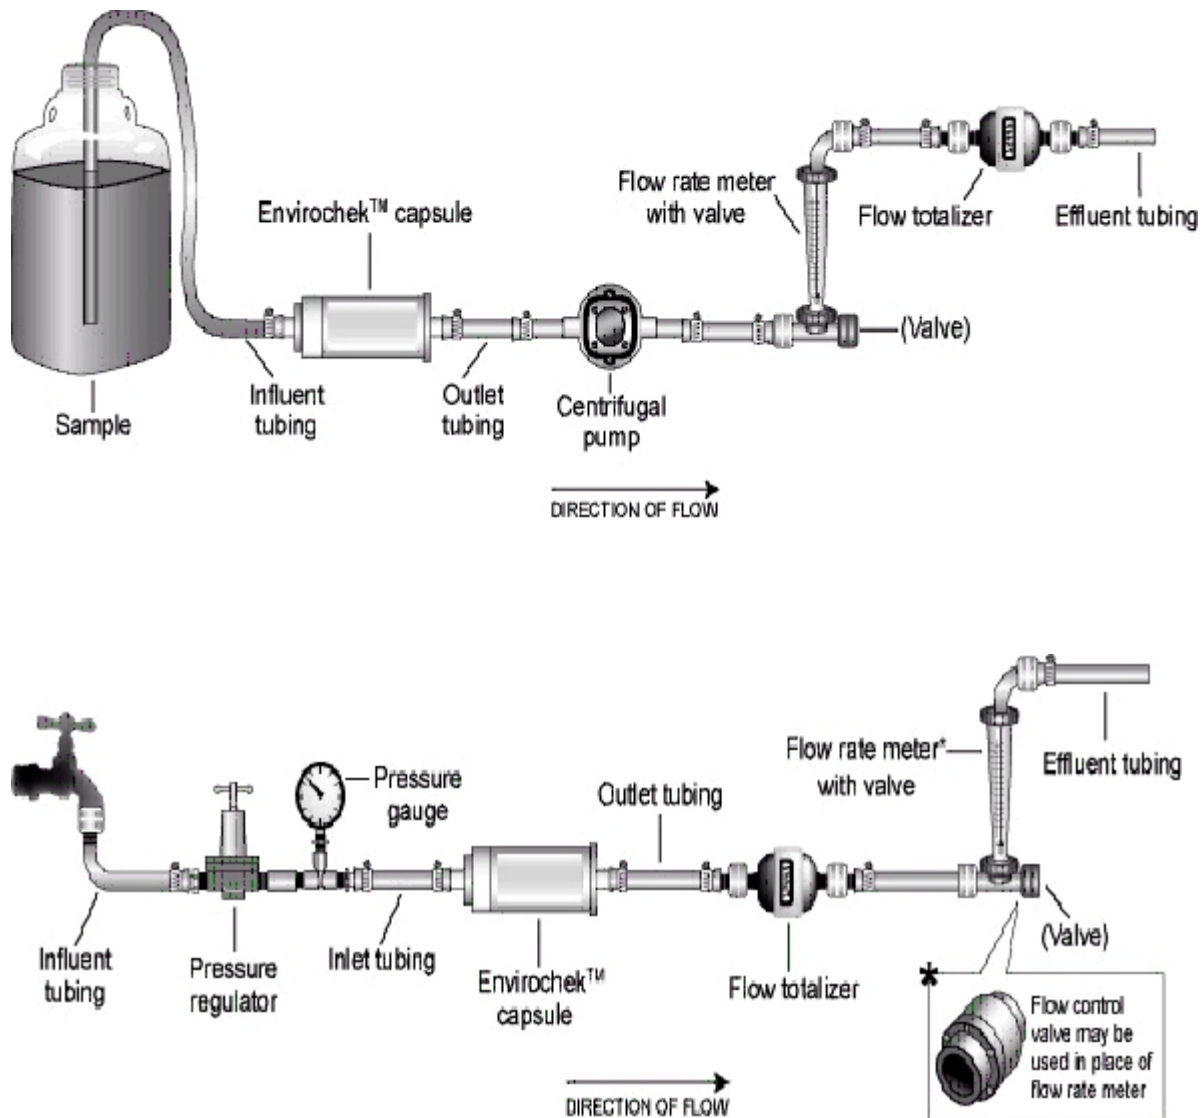 Envirochek™ capsule
Flow rate meter
with valve
Flow totalizer
Effluent tubing
(Valve)
Sample
Influent
tubing
Outlet
tubing
Centrifugal
pump
DIRECTION OF FLOW
Pressure
gauge
Outlet tubing
Flow rate meter*
with valve
Effluent tubing
Influent
tubing
Pressure
regulator
Inlet tubing
Envirochek™
capsule
Flow totalizer
(Valve)
*
Flow control
valve may be
used in place of
flow rate meter
DIRECTION OF FLOW